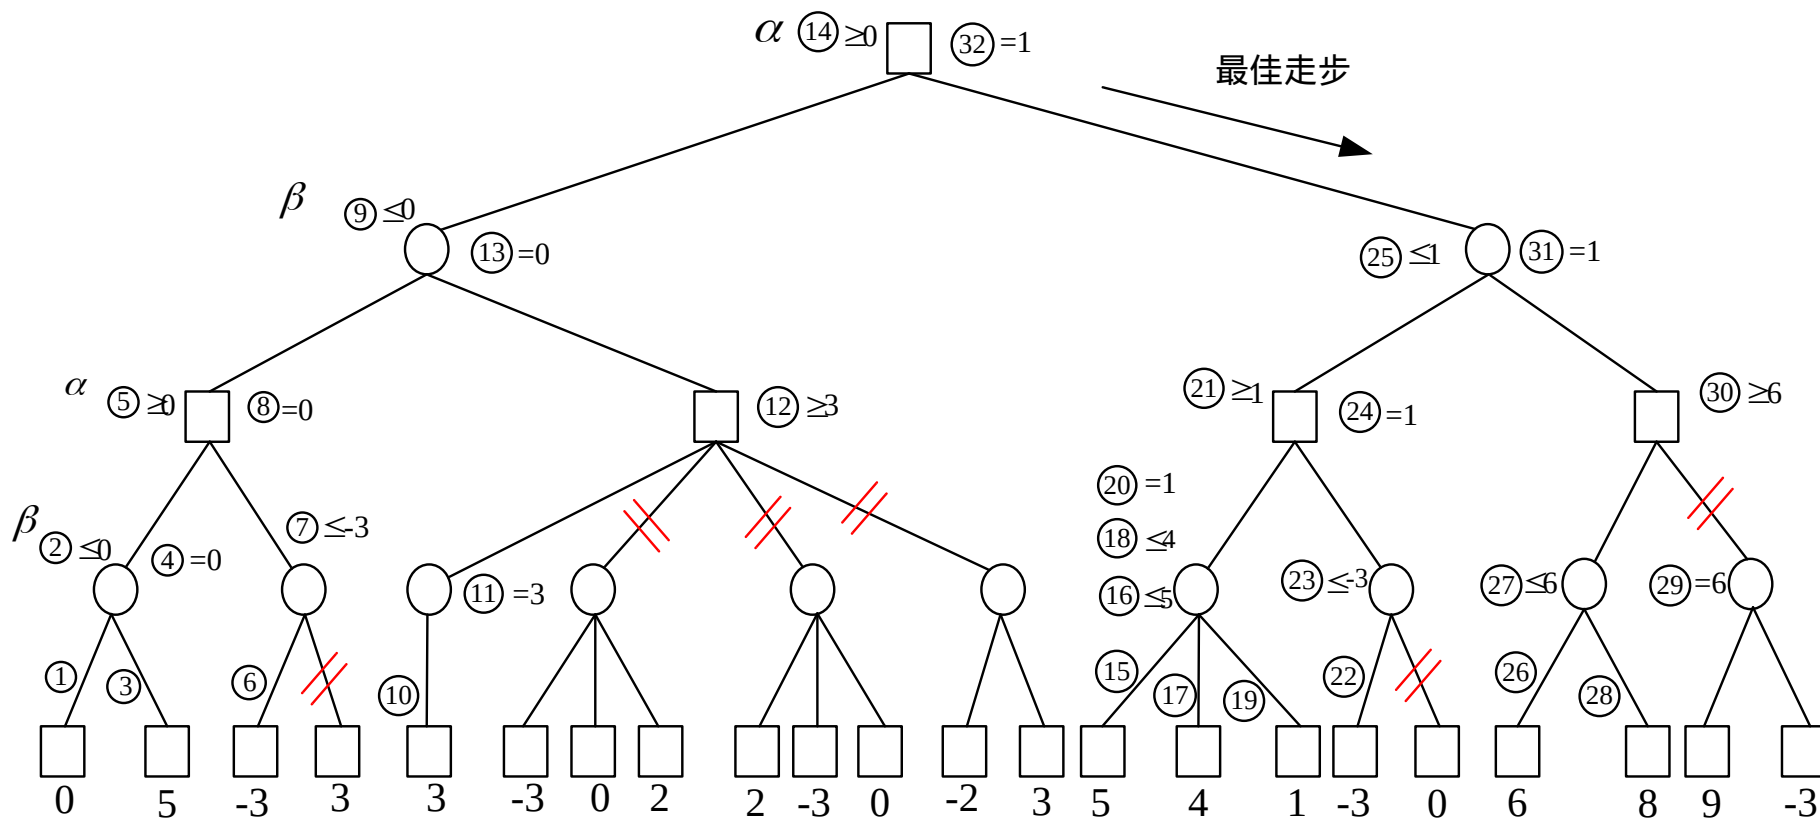 α ⑭ ≥0 ㉜ =1
最佳走步
β ⑨ ≤0
⑬ =0
㉕ ≤1 ㉛ =1
α ⑤ ≥0 ⑧ =0
⑫ ≥3
㉑ ≥1 ㉔ =1
㉚ ≥6
β ② ≤0 ④ =0
⑦ ≤-3
⑪ =3
⑳ =1
⑱ ≤4
⑯ ≤5
㉓ ≤-3
㉗ ≤6 ㉙ =6
① ③ ⑥ ⑩ ⑮ ⑰ ⑲ ㉒ ㉖ ㉘
0 5 -3 3 3 -3 0 2 2 -3 0 -2 3 5 4 1 -3 0 6 8 9 -3